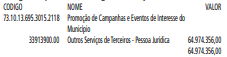 CODIGO NOME VALOR
73.10.13.695.3015.2118 Promoção de Campanhas e Eventos de Interesse do
Município
33913900.00 Outros Serviços de Terceiros - Pessoa Jurídica 64.974.356,00
64.974.356,00